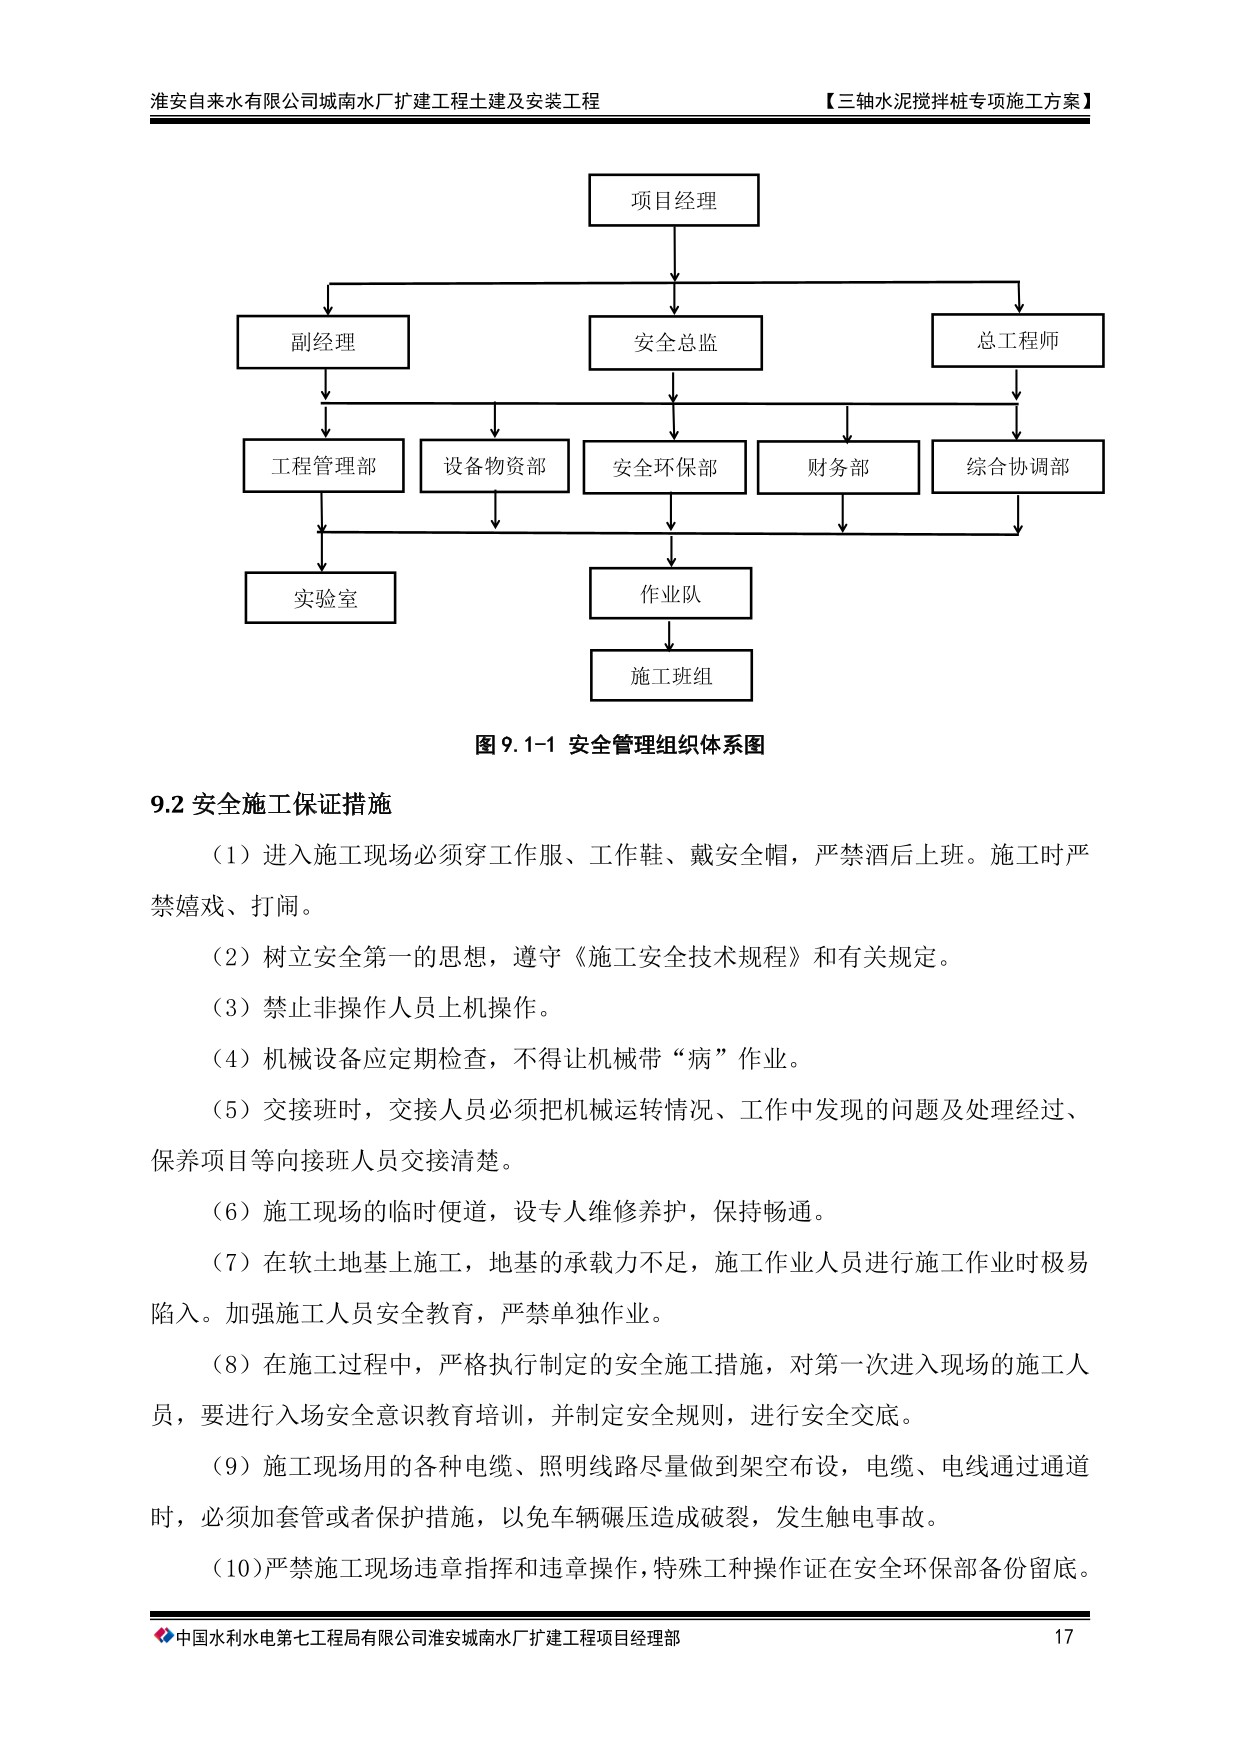 淮安自来水有限公司城南水厂扩建工程土建及安装工程 【三轴水泥搅拌桩专项施工方案】
项目经理
副经理 安全总监 总工程师
工程管理部 设备物资部 安全环保部 财务部 综合协调部
实验室 作业队
施工班组
图 9.1-1 安全管理组织体系图
9.2 安全施工保证措施
（1）进入施工现场必须穿工作服、工作鞋、戴安全帽，严禁酒后上班。施工时严
禁嬉戏、打闹。
（2）树立安全第一的思想，遵守《施工安全技术规程》和有关规定。
（3）禁止非操作人员上机操作。
（4）机械设备应定期检查，不得让机械带“病”作业。
（5）交接班时，交接人员必须把机械运转情况、工作中发现的问题及处理经过、
保养项目等向接班人员交接清楚。
（6）施工现场的临时便道，设专人维修养护，保持畅通。
（7）在软土地基上施工，地基的承载力不足，施工作业人员进行施工作业时极易
陷入。加强施工人员安全教育，严禁单独作业。
（8）在施工过程中，严格执行制定的安全施工措施，对第一次进入现场的施工人
员，要进行入场安全意识教育培训，并制定安全规则，进行安全交底。
（9）施工现场用的各种电缆、照明线路尽量做到架空布设，电缆、电线通过通道
时，必须加套管或者保护措施，以免车辆碾压造成破裂，发生触电事故。
（10）严禁施工现场违章指挥和违章操作，特殊工种操作证在安全环保部备份留底。
中国水利水电第七工程局有限公司淮安城南水厂扩建工程项目经理部 17